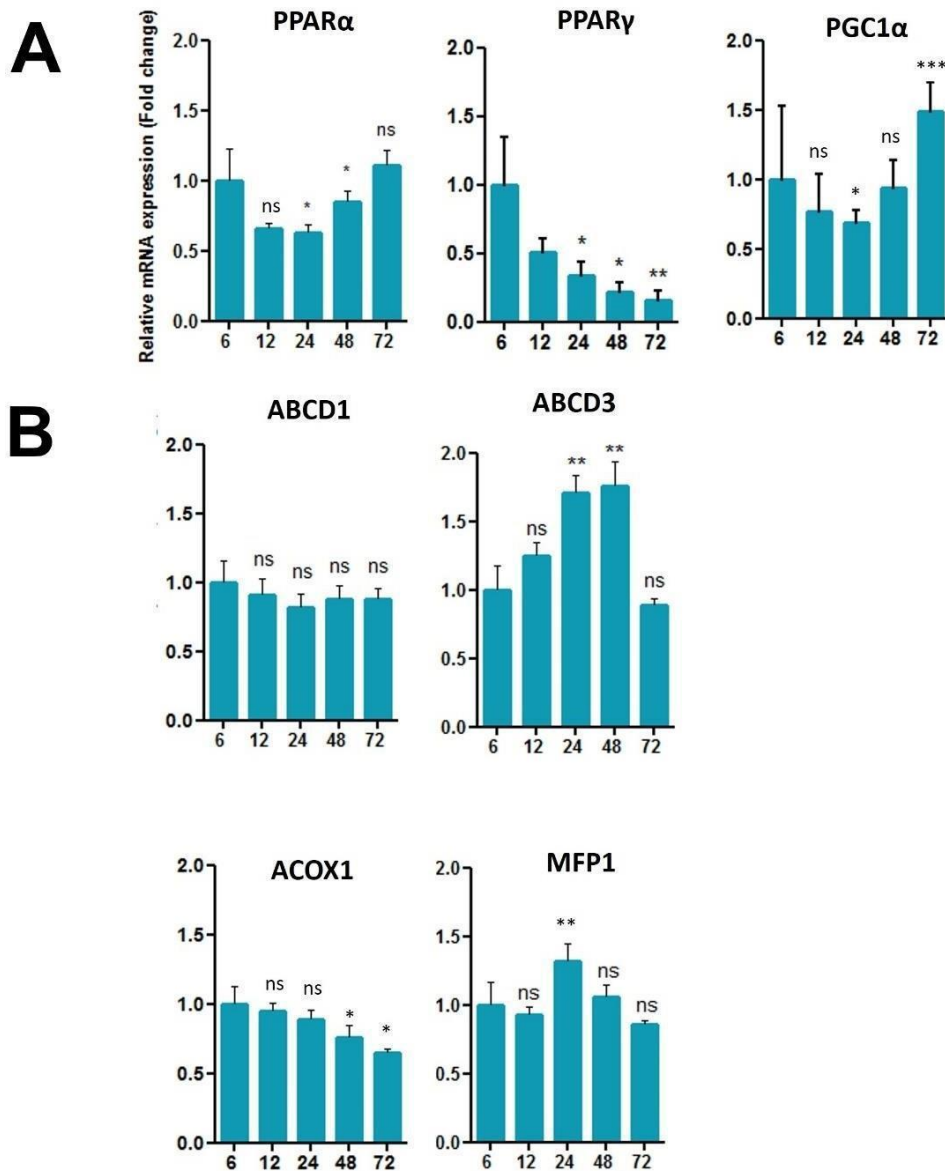 A
PPARα
PPARγ
PGC1α
Relative mRNA expression (Fold change)
2.0
1.5
1.0
0.5
0.0
ns
*
*
ns
6 12 24 48 72
2.0
1.5
1.0
0.5
0.0
*
*
**
6 12 24 48 72
2.0
1.5
1.0
0.5
0.0
ns
*
ns
***
6 12 24 48 72
B
ABCD1
ABCD3
2.0
1.5
1.0
0.5
0.0
ns ns ns ns
6 12 24 48 72
2.0
1.5
1.0
0.5
0.0
ns
**
**
ns
6 12 24 48 72
ACOX1
MFP1
2.0
1.5
1.0
0.5
0.0
ns
ns
*
*
6 12 24 48 72
2.0
1.5
1.0
0.5
0.0
ns
**
ns
ns
6 12 24 48 72